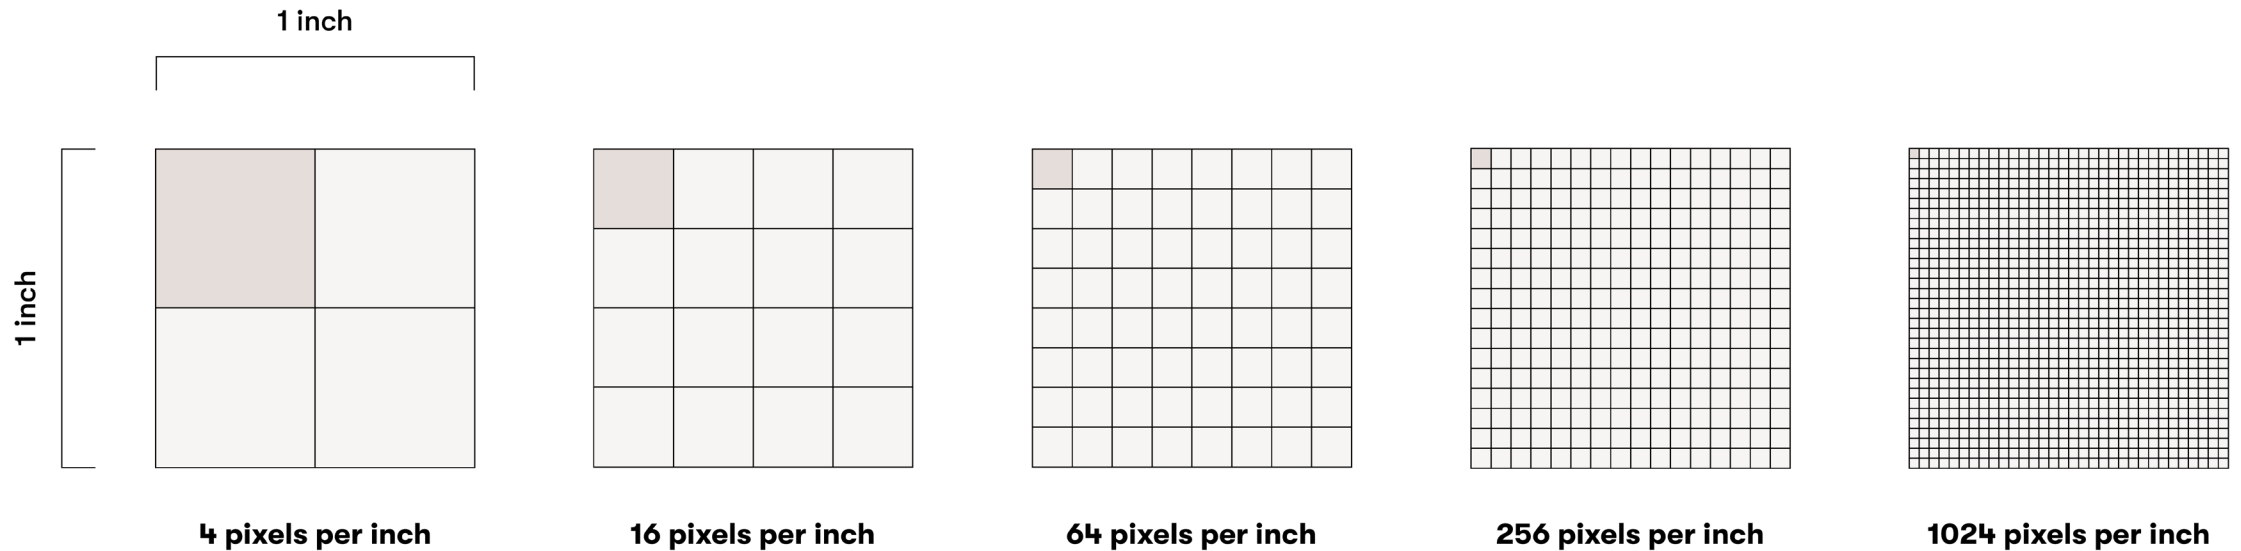 1 inch
1 inch
4 pixels per inch
16 pixels per inch
64 pixels per inch
256 pixels per inch
1024 pixels per inch